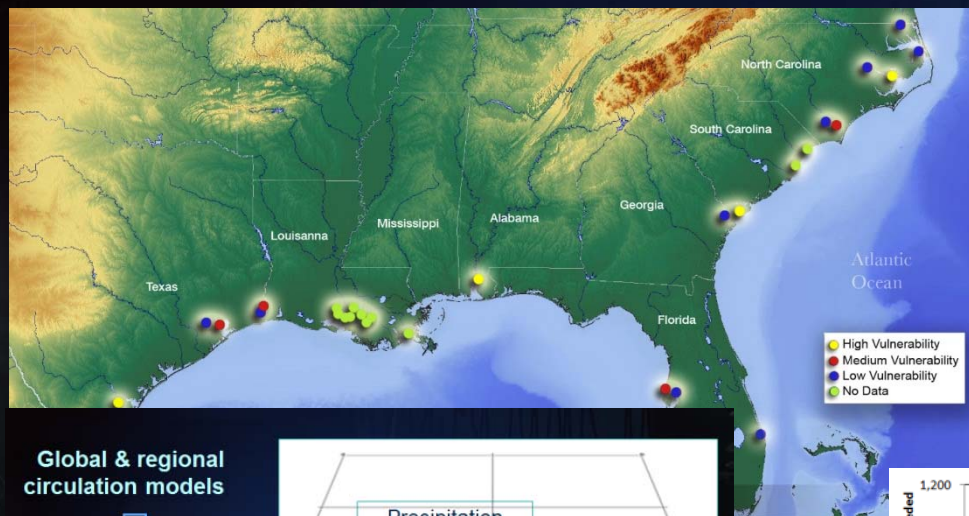 North Carolina
South Carolina
Georgia
Alabama
Mississippi
Louisanna
Texas
Florida
Atlantic
Ocean
High Vulnerability
Medium Vulnerability
Low Vulnerability
No Data
Global & regional
circulation models
Precipitation
1,200